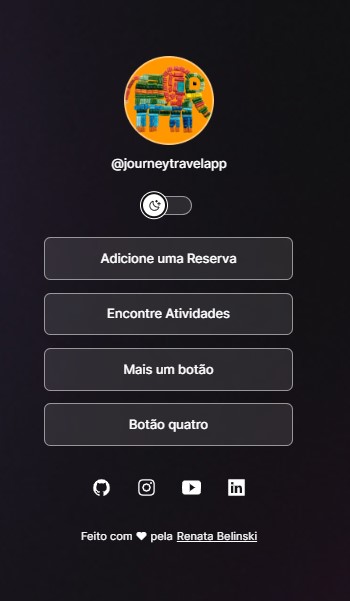 @journeytravelapp
Adicione uma Reserva
Encontre Atividades
Mais um botão
Botão quatro
Feito com ♥ pela Renata Belinski